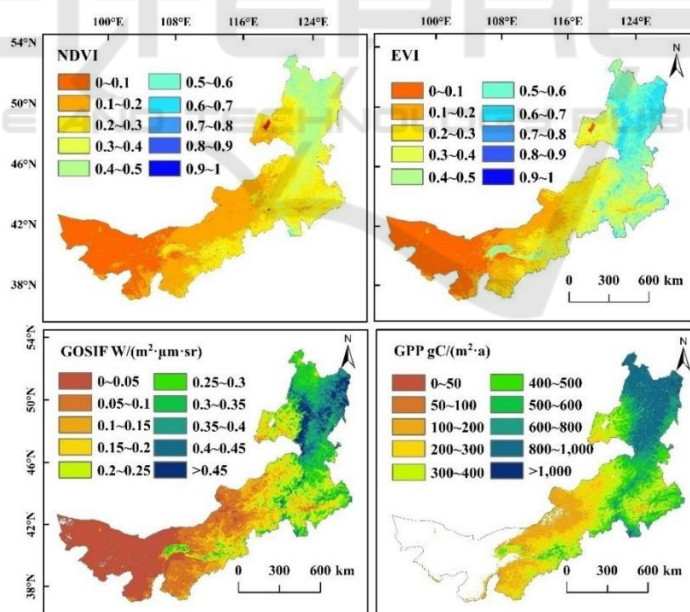 100°E 108°E 116°E 124°E
100°E 108°E 116°E 124°E
54°N
50°N
46°N
42°N
38°N
NDVI
0~0.1 0.5~0.6
0.1~0.2 0.6~0.7
0.2~0.3 0.7~0.8
0.3~0.4 0.8~0.9
0.4~0.5 0.9~1
EVI
N
0~0.1 0.5~0.6
0.1~0.2 0.6~0.7
0.2~0.3 0.7~0.8
0.3~0.4 0.8~0.9
0.4~0.5 0.9~1
0 300 600 km
54°N
50°N
46°N
42°N
38°N
GOSIF W/(m²·μm·sr)
N
0~0.05 0.25~0.3
0.05~0.1 0.3~0.35
0.1~0.15 0.35~0.4
0.15~0.2 0.4~0.45
0.2~0.25 >0.45
0 300 600 km
GPP gC/(m²·a)
N
0~50 400~500
50~100 500~600
100~200 600~800
200~300 800~1,000
300~400 >1,000
0 300 600 km